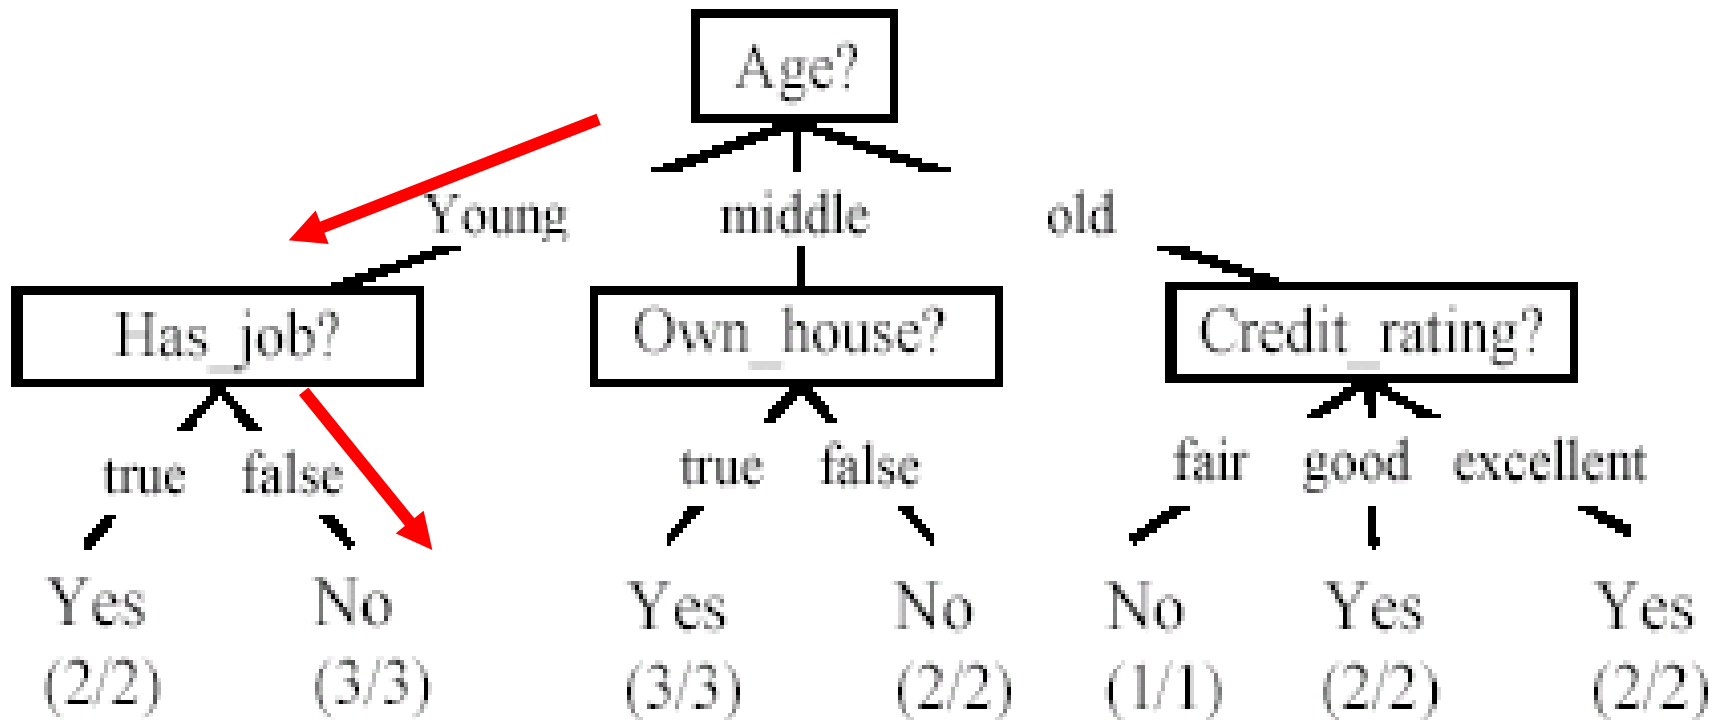 Age?
Young middle old
Has_job? Own_house? Credit_rating?
true false true false fair good excellent
Yes No Yes No No Yes Yes
(2/2) (3/3) (3/3) (2/2) (1/1) (2/2) (2/2)